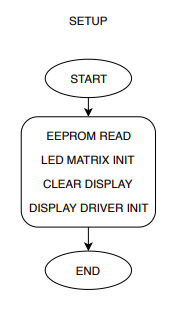 SETUP
START
EEPROM READ
LED MATRIX INIT
CLEAR DISPLAY
DISPLAY DRIVER INIT
END